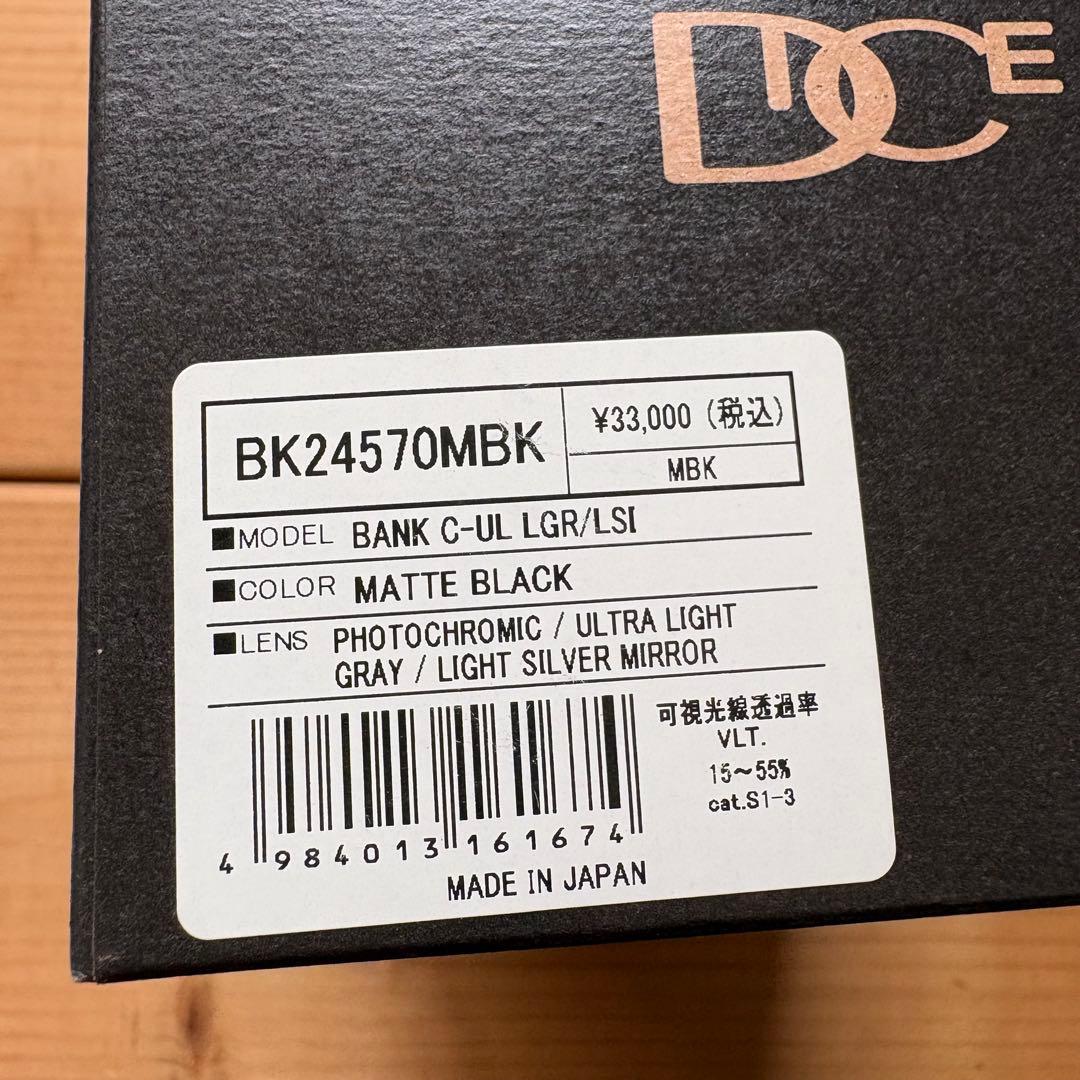 DICE
BK24570MBK
¥33,000 (税込)
MBK
■MODEL BANK C-UL LGR/LSI
■COLOR MATTE BLACK
■LENS PHOTOCHROMIC / ULTRA LIGHT
GRAY / LIGHT SILVER MIRROR
可視光線透過率
VLT.
15~55%
cat.S1-3
4 984013 161674
MADE IN JAPAN